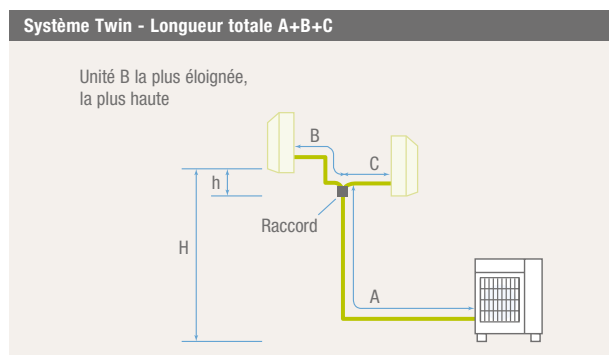 Système Twin - Longueur totale A+B+C
Unité B la plus éloignée,
la plus haute
B
C
h
Raccord
H
A